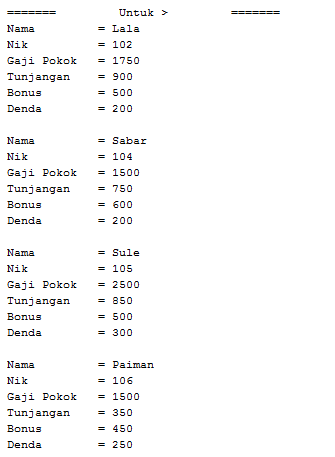 =======         Untuk >         =======
Nama         = Lala
Nik          = 102
Gaji Pokok   = 1750
Tunjangan    = 900
Bonus        = 500
Denda        = 200

Nama         = Sabar
Nik          = 104
Gaji Pokok   = 1500
Tunjangan    = 750
Bonus        = 600
Denda        = 200

Nama         = Sule
Nik          = 105
Gaji Pokok   = 2500
Tunjangan    = 850
Bonus        = 500
Denda        = 300

Nama         = Paiman
Nik          = 106
Gaji Pokok   = 1500
Tunjangan    = 350
Bonus        = 450
Denda        = 250